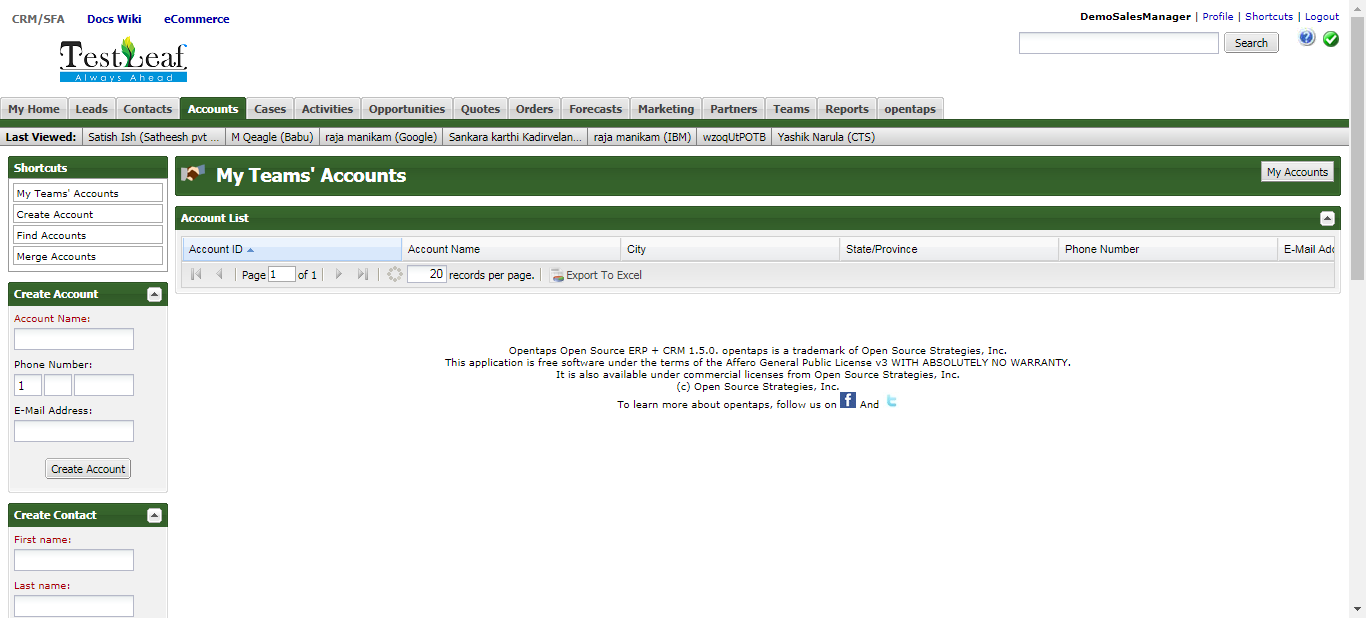 CRM/SFA Docs Wiki eCommerce
DemoSalesManager | Profile | Shortcuts | Logout
Search
TestLeaf
Always Ahead
My Home Leads Contacts Accounts Cases Activities Opportunities Quotes Orders Forecasts Marketing Partners Teams Reports opentaps
Last Viewed: Satish Ish (Satheesh pvt ... M Qeagle (Babu) raja manikam (Google) Sankara karthi Kadirvelan... raja manikam (IBM) wzoqUtPOTB Yashik Narula (CTS)
Shortcuts
My Teams' Accounts
Create Account
Find Accounts
Merge Accounts
Create Account
Account Name:
Phone Number:
1
E-Mail Address:
Create Account
Create Contact
First name:
Last name:
My Teams' Accounts
My Accounts
Account List
Account ID Account Name City State/Province Phone Number E-Mail Add
Page 1 of 1 20 records per page. Export To Excel
Opentaps Open Source ERP + CRM 1.5.0. opentaps is a trademark of Open Source Strategies, Inc.
This application is free software under the terms of the Affero General Public License v3 WITH ABSOLUTELY NO WARRANTY.
It is also available under commercial licenses from Open Source Strategies, Inc.
(c) Open Source Strategies, Inc.
To learn more about opentaps, follow us on f And t